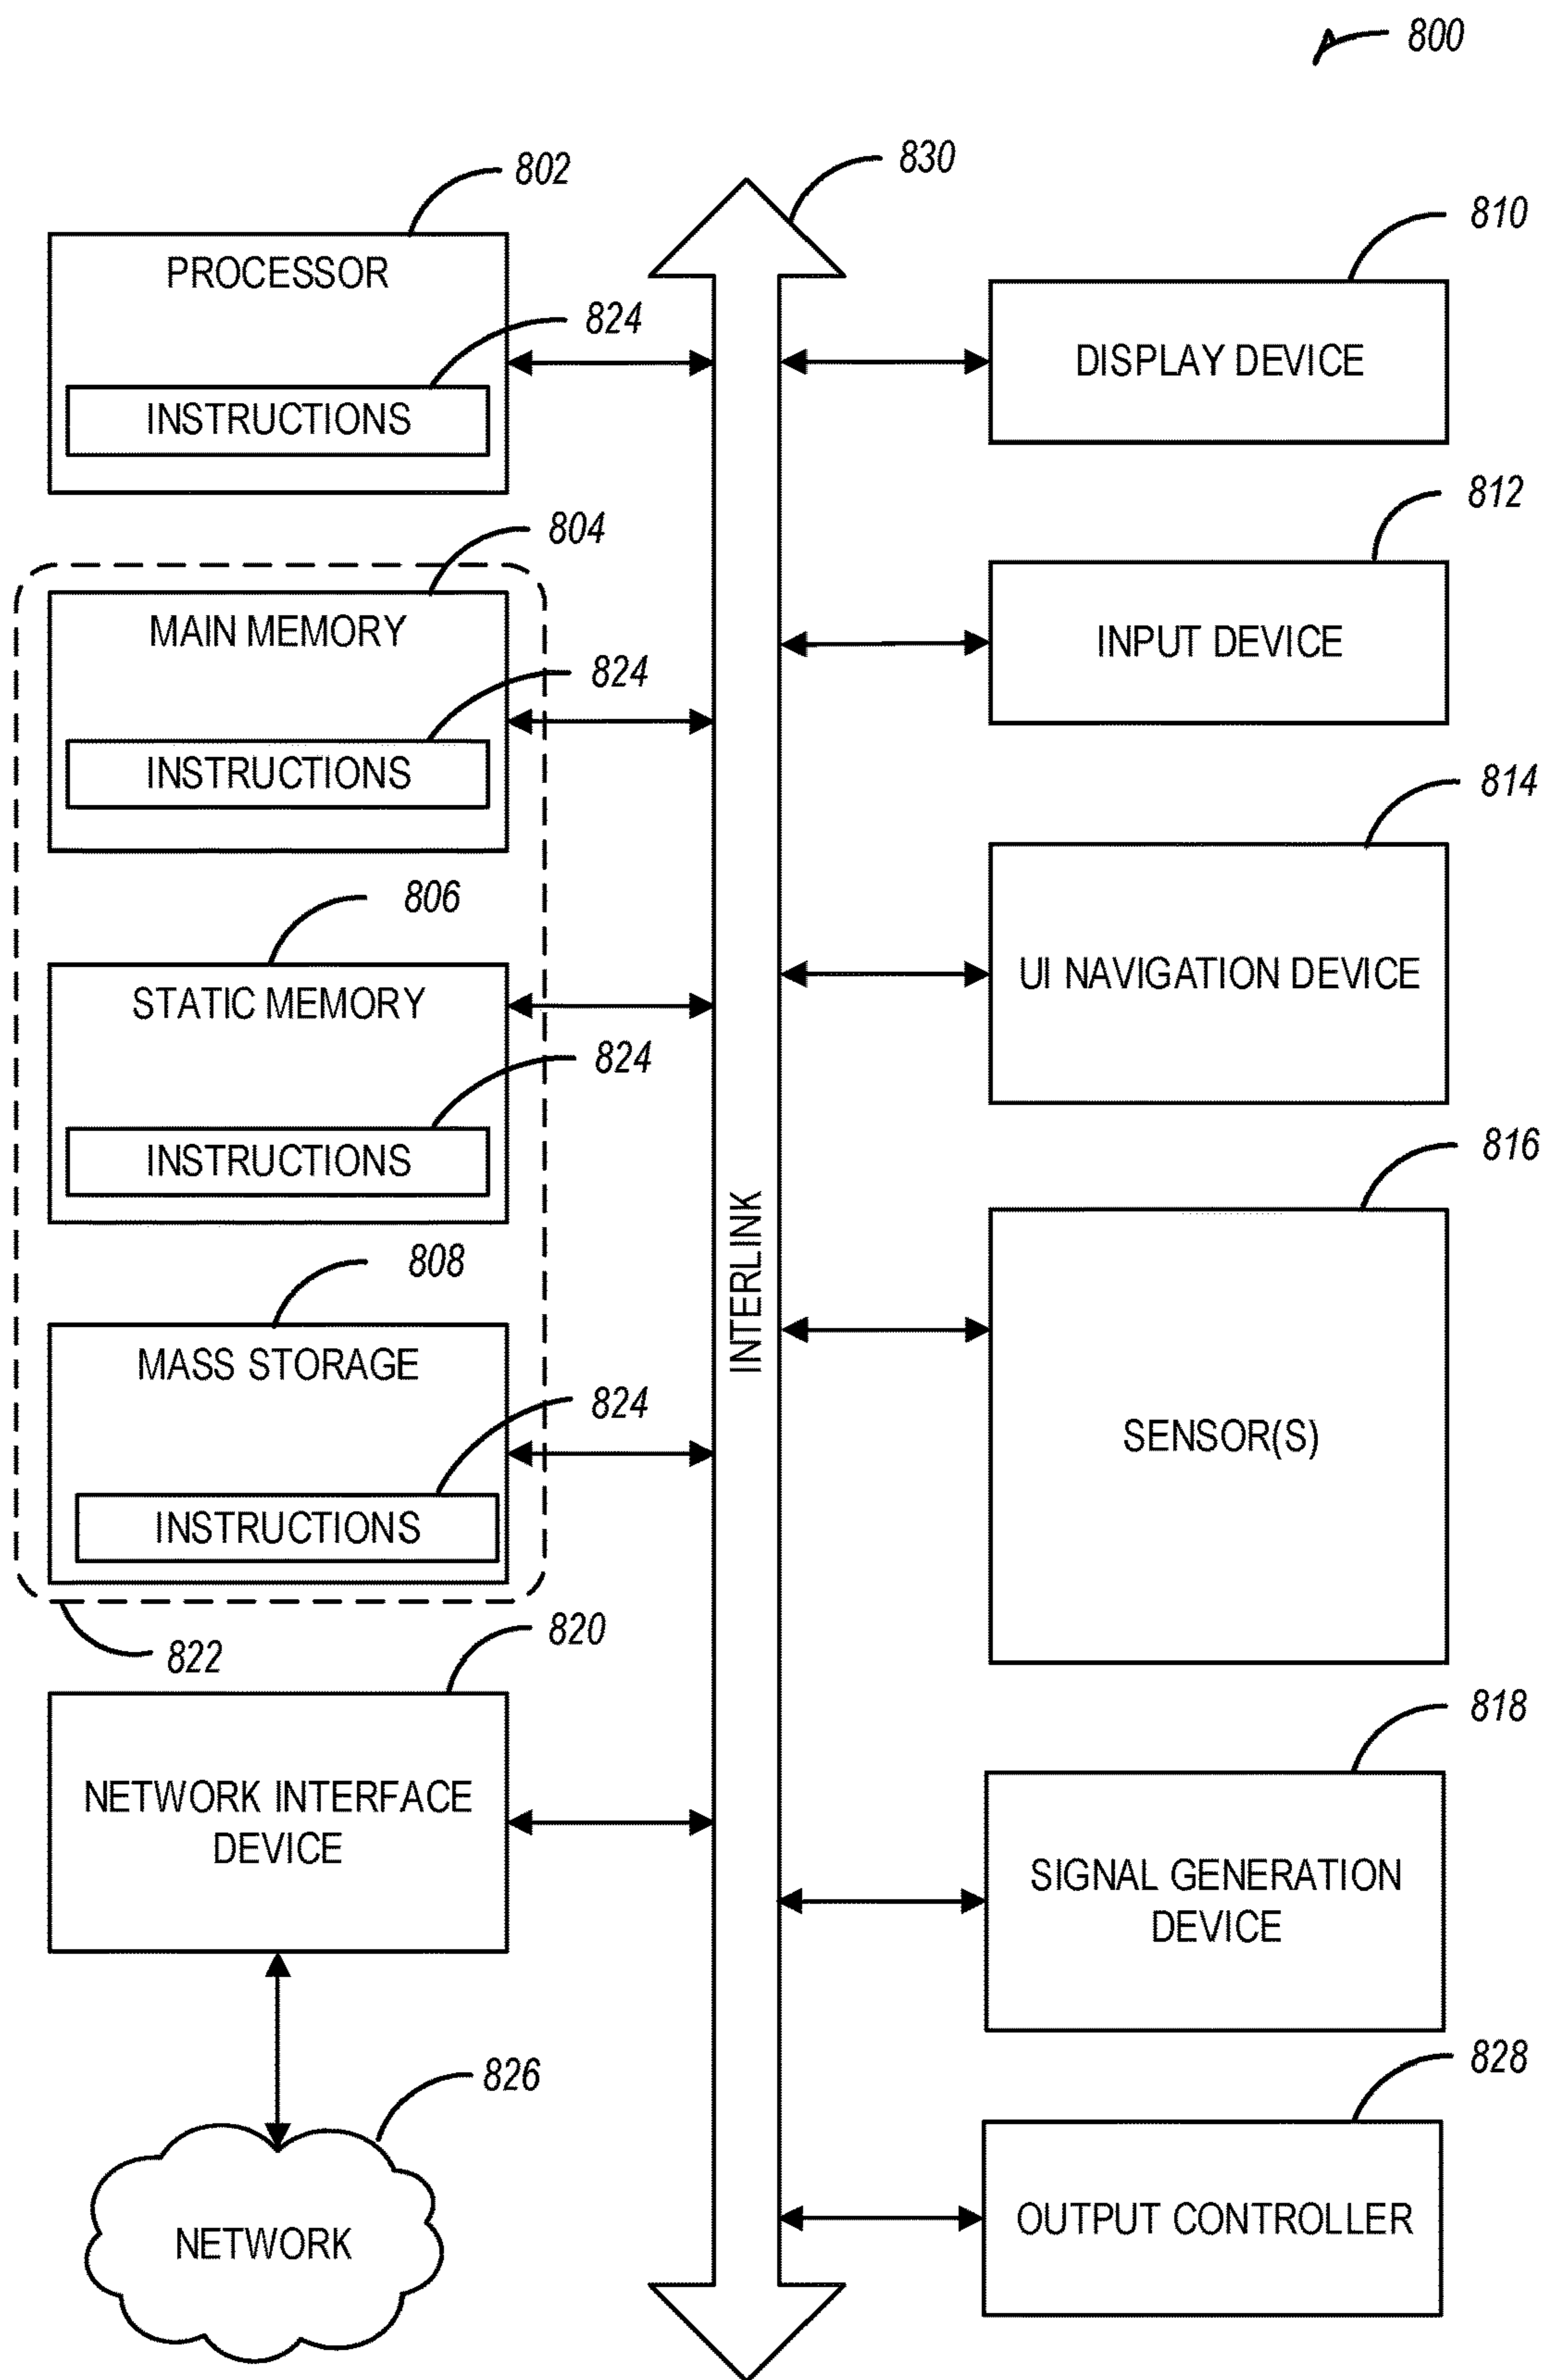 800
802
PROCESSOR
824
INSTRUCTIONS
804
MAIN MEMORY
824
INSTRUCTIONS
806
STATIC MEMORY
824
INSTRUCTIONS
808
MASS STORAGE
824
INSTRUCTIONS
822
820
NETWORK INTERFACE
DEVICE
826
NETWORK
830
INTERLINK
810
DISPLAY DEVICE
812
INPUT DEVICE
814
UI NAVIGATION DEVICE
816
SENSOR(S)
818
SIGNAL GENERATION
DEVICE
828
OUTPUT CONTROLLER